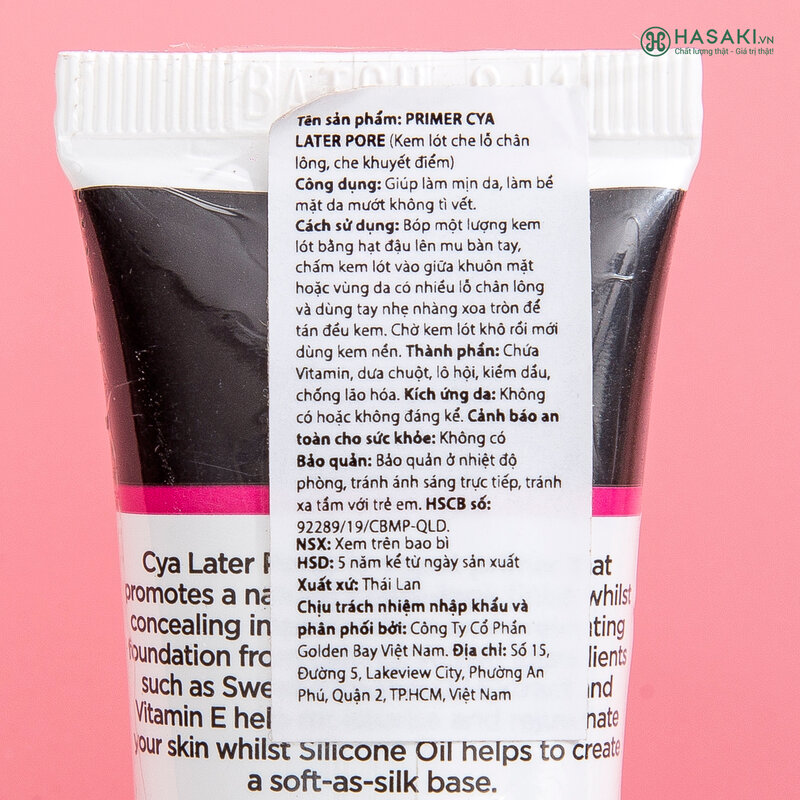 HASAKI.VN
Chất lượng thật - Giá trị thật!
BATCH
Tên sản phẩm: PRIMER CYA
LATER PORE (Kem lót che lỗ chân
lông, che khuyết điểm)
Công dụng: Giúp làm mịn da, làm bề
mặt da mướt không tì vết.
Cách sử dụng: Bóp một lượng kem
lót bằng hạt đậu lên mu bàn tay,
chấm kem lót vào giữa khuôn mặt
hoặc vùng da có nhiều lỗ chân lông
và dùng tay nhẹ nhàng xoa tròn để
tán đều kem. Chờ kem lót khô rồi mới
dùng kem nền. Thành phần: Chứa
Vitamin, dưa chuột, lô hội, kiềm dầu,
chống lão hóa. Kích ứng da: Không
có hoặc không đáng kể. Cảnh báo an
toàn cho sức khỏe: Không có
Bảo quản: Bảo quản ở nhiệt độ
phòng, tránh ánh sáng trực tiếp, tránh
xa tầm với trẻ em. HSCB số:
92289/19/CBMP-QLD.
NSX: Xem trên bao bì
HSD: 5 năm kể từ ngày sản xuất
Xuất xứ: Thái Lan
Chịu trách nhiệm nhập khẩu và
phân phối bởi: Công Ty Cổ Phần
Golden Bay Việt Nam. Địa chỉ: Số 15,
Đường 5, Lakeview City, Phường An
Phú, Quận 2, TP.HCM, Việt Nam
Cya Later
promotes a whilst
concealing
foundation
such as and
Vitamin E
your skin whilst Silicone Oil helps to create
a soft-as-silk base.